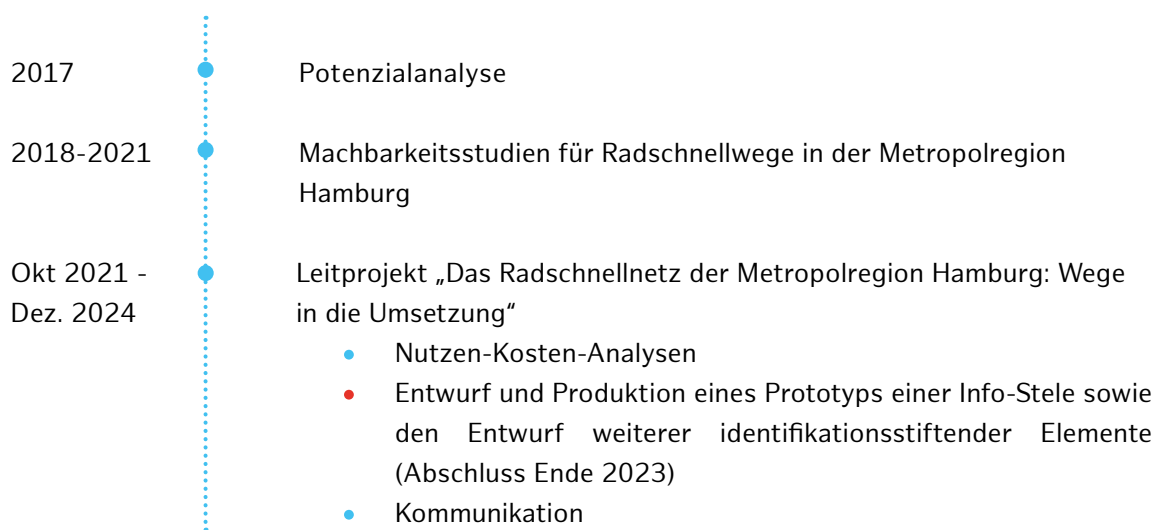 2017 Potenzialanalyse
2018-2021 Machbarkeitsstudien für Radschnellwege in der Metropolregion
Hamburg
Okt 2021 - Leitprojekt „Das Radschnellnetz der Metropolregion Hamburg: Wege
Dez. 2024 in die Umsetzung“
• Nutzen-Kosten-Analysen
• Entwurf und Produktion eines Prototyps einer Info-Stele sowie
den Entwurf weiterer identifikationsstiftender Elemente
(Abschluss Ende 2023)
• Kommunikation